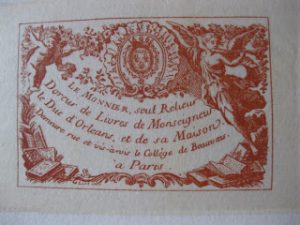 LE MONNIER, seul Relieur
Doreur de Livres de Monseigneur
le Duc d'Orleans, et de sa Maison.
Demeure rue et vis-à-vis le Collège de Beauvais.
à Paris.